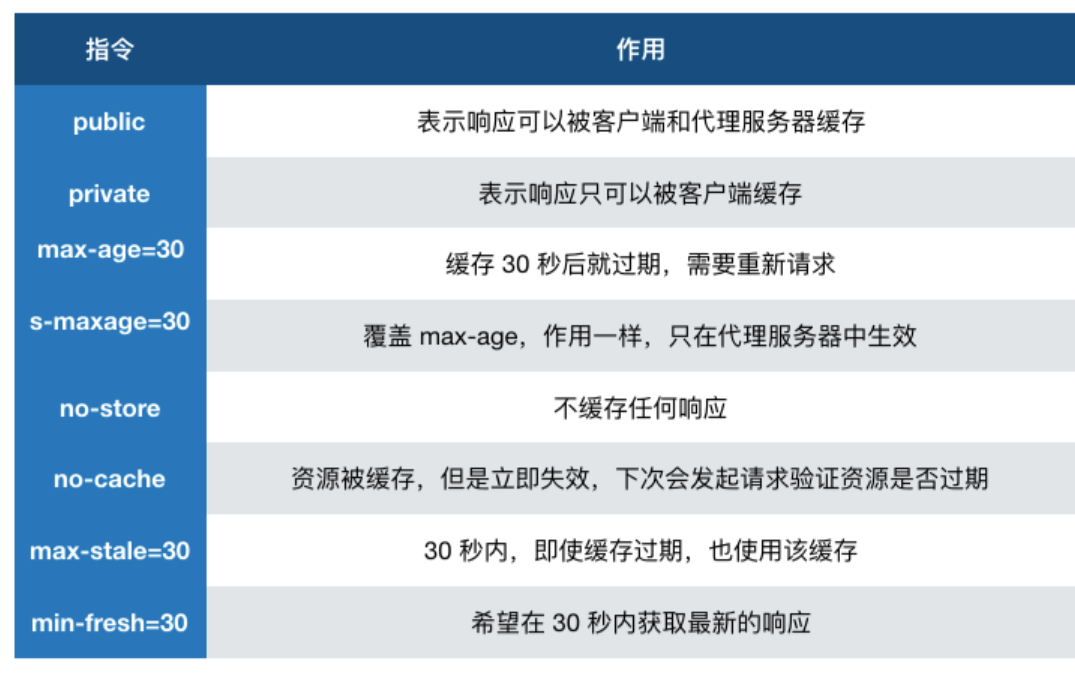 指令 作用
public 表示响应可以被客户端和代理服务器缓存
private 表示响应只可以被客户端缓存
max-age=30 缓存 30 秒后就过期，需要重新请求
s-maxage=30 覆盖 max-age，作用一样，只在代理服务器中生效
no-store 不缓存任何响应
no-cache 资源被缓存，但是立即失效，下次会发起请求验证资源是否过期
max-stale=30 30 秒内，即使缓存过期，也使用该缓存
min-fresh=30 希望在 30 秒内获取最新的响应